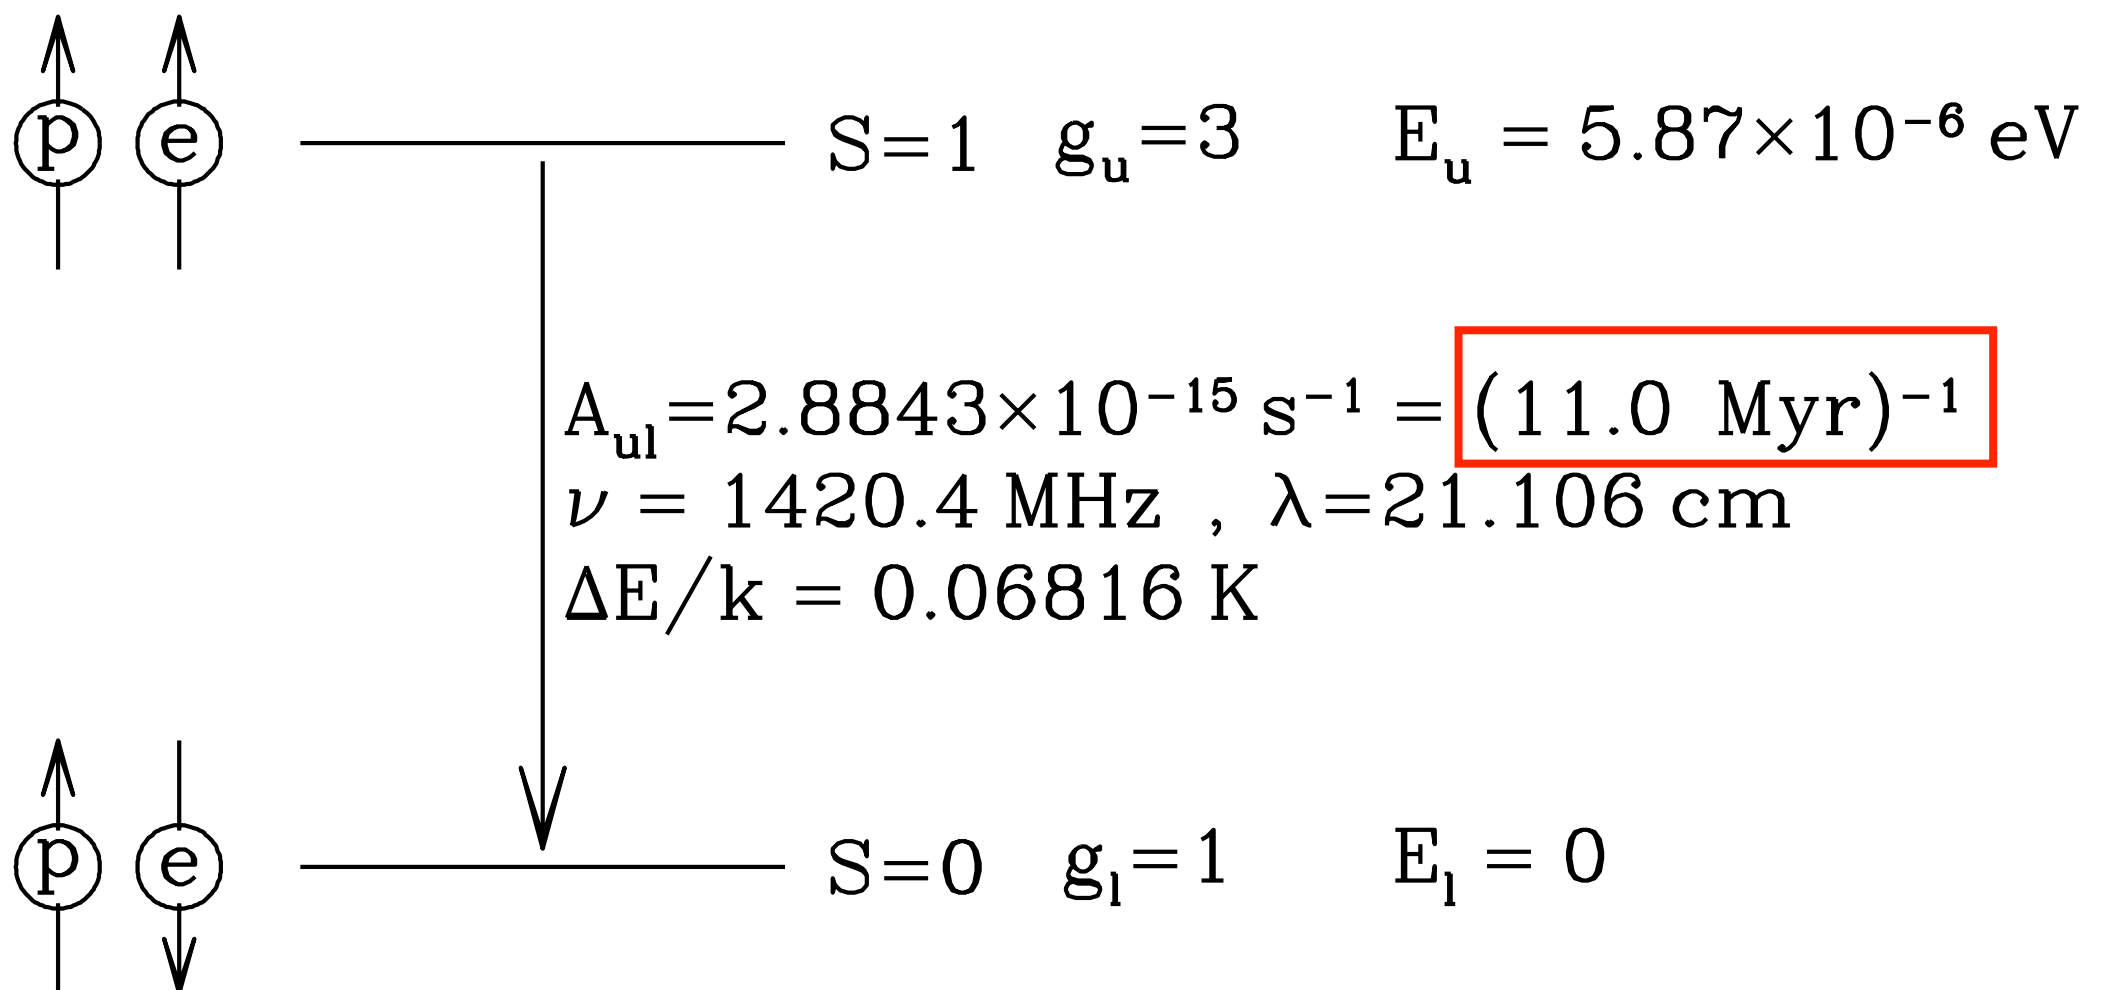 p e S=1 g_u=3 E_u = 5.87×10⁻⁶ eV
A_ul=2.8843×10⁻¹⁵ s⁻¹ = (11.0 Myr)⁻¹
ν = 1420.4 MHz , λ=21.106 cm
ΔE/k = 0.06816 K
p e S=0 g_l=1 E_l = 0